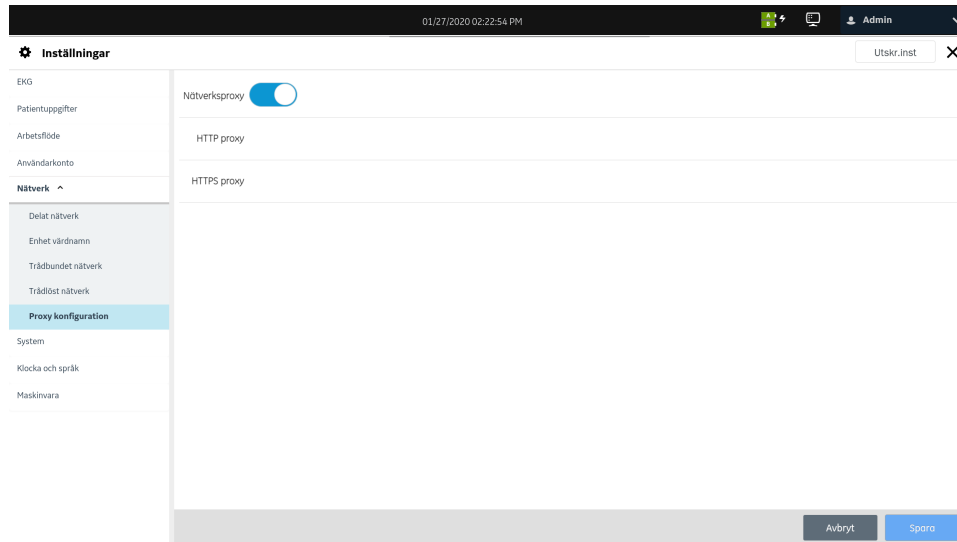 01/27/2020 02:22:54 PM
A
B
Admin
Inställningar
Utskr.inst
EKG
Patientuppgifter
Arbetsflöde
Användarkonto
Nätverk
Delat nätverk
Enhet värdnamn
Trådbundet nätverk
Trådlöst nätverk
Proxy konfiguration
System
Klocka och språk
Maskinvara
Nätverksproxy
HTTP proxy
HTTPS proxy
Avbryt
Spara